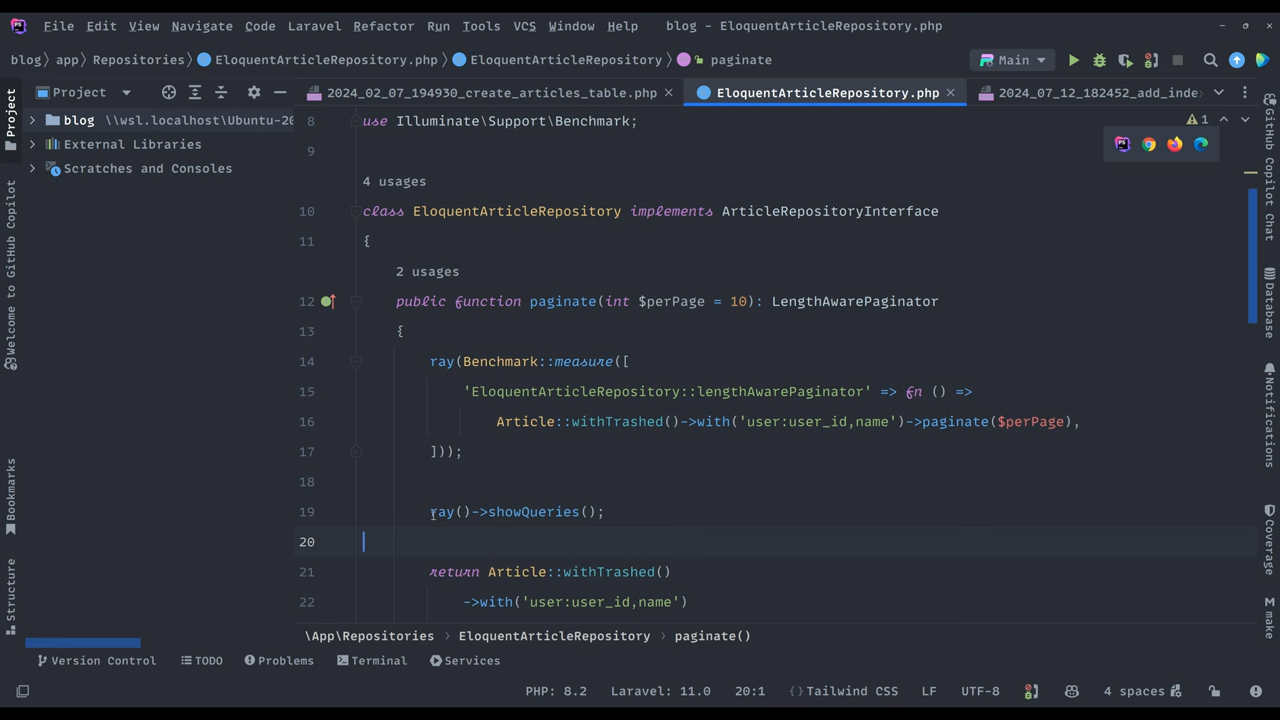 File Edit View Navigate Code Laravel Refactor Run Tools VCS Window Help blog - EloquentArticleRepository.php
blog app Repositories EloquentArticleRepository.php EloquentArticleRepository paginate Main
Project 2024_02_07_194930_create_articles_table.php EloquentArticleRepository.php 2024_07_12_182452_add_inde
Project
blog \\wsl.localhost\Ubuntu-20
External Libraries
Scratches and Consoles
Welcome to GitHub Copilot
Bookmarks
Structure
8 use Illuminate\Support\Benchmark; 1
9
4 usages
10 class EloquentArticleRepository implements ArticleRepositoryInterface
11 {
2 usages
12 public function paginate(int $perPage = 10): LengthAwarePaginator
13 {
14 ray(Benchmark::measure([
15 'EloquentArticleRepository::lengthAwarePaginator' => fn () =>
16 Article::withTrashed()->with('user:user_id,name')->paginate($perPage),
17 ]));
18
19 ray()->showQueries();
20
21 return Article::withTrashed()
22 ->with('user:user_id,name')
GitHub Copilot Chat
Database
Notifications
Coverage
make
\App\Repositories EloquentArticleRepository paginate()
Version Control TODO Problems Terminal Services
PHP: 8.2 Laravel: 11.0 20:1 Tailwind CSS LF UTF-8 4 spaces